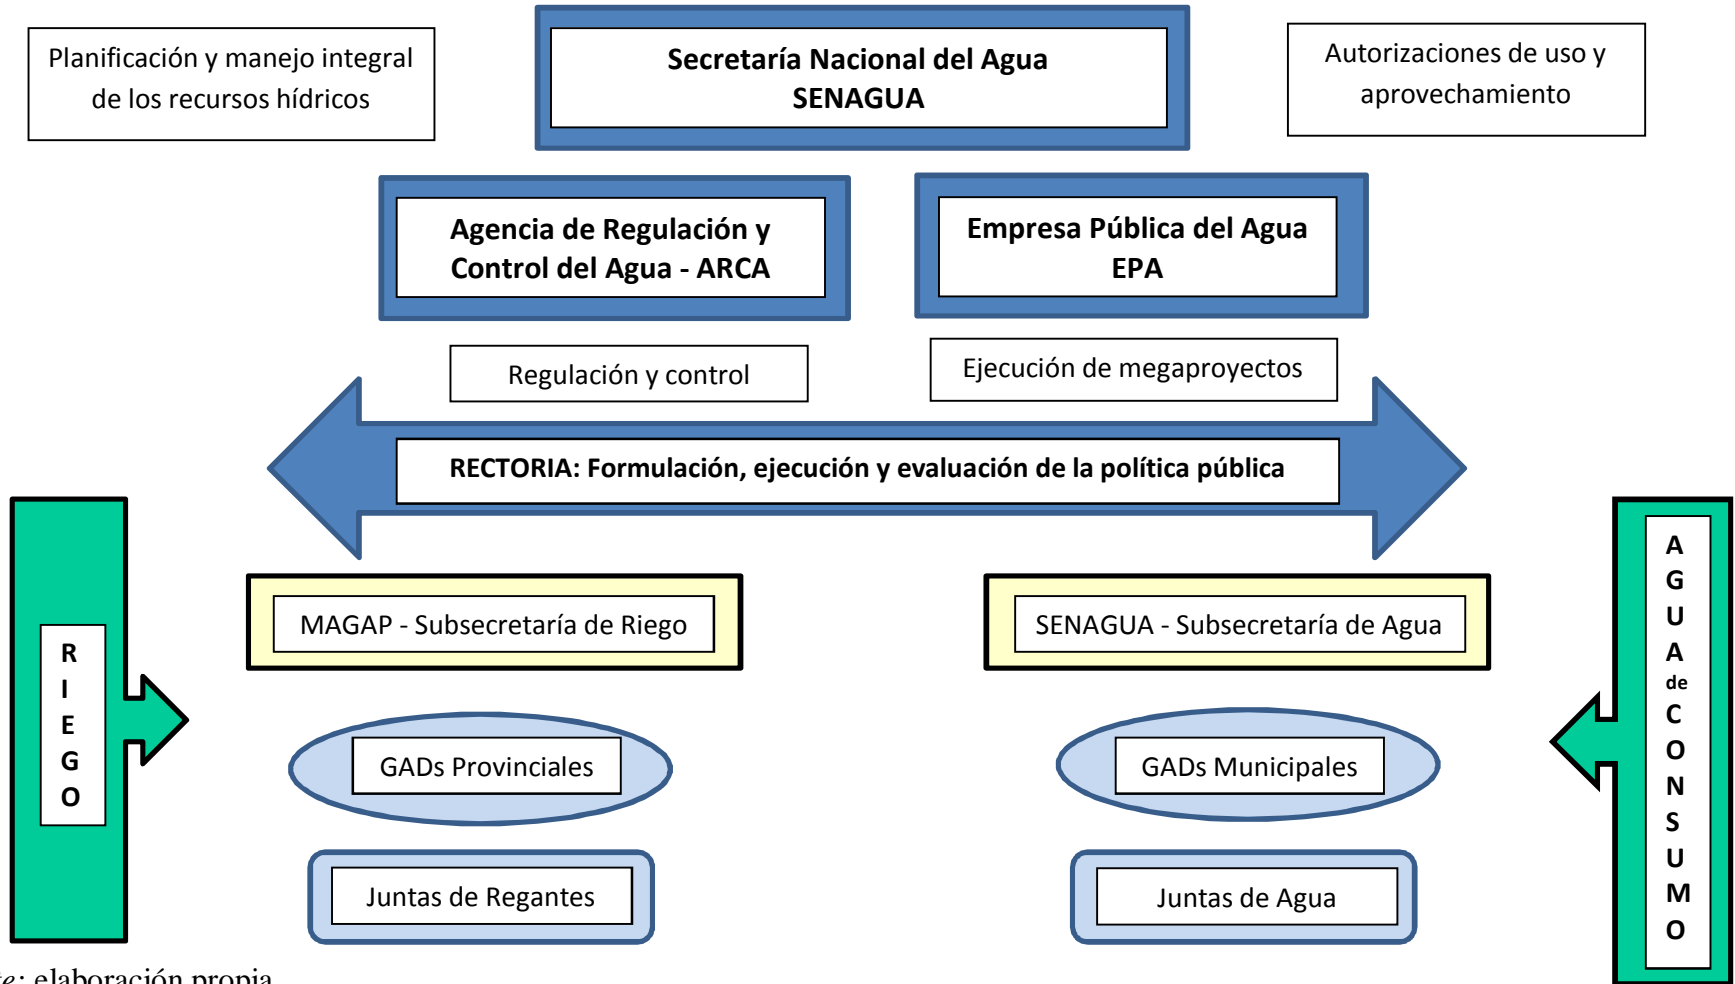 Planificación y manejo integral
de los recursos hídricos
Secretaría Nacional del Agua
SENAGUA
Autorizaciones de uso y
aprovechamiento
Agencia de Regulación y
Control del Agua - ARCA
Empresa Pública del Agua
EPA
Regulación y control
Ejecución de megaproyectos
RECTORIA: Formulación, ejecución y evaluación de la política pública
R
I
E
G
O
MAGAP - Subsecretaría de Riego
SENAGUA - Subsecretaría de Agua
GADs Provinciales
GADs Municipales
Juntas de Regantes
Juntas de Agua
A
G
U
A
de
C
O
N
S
U
M
O
elaboración propia